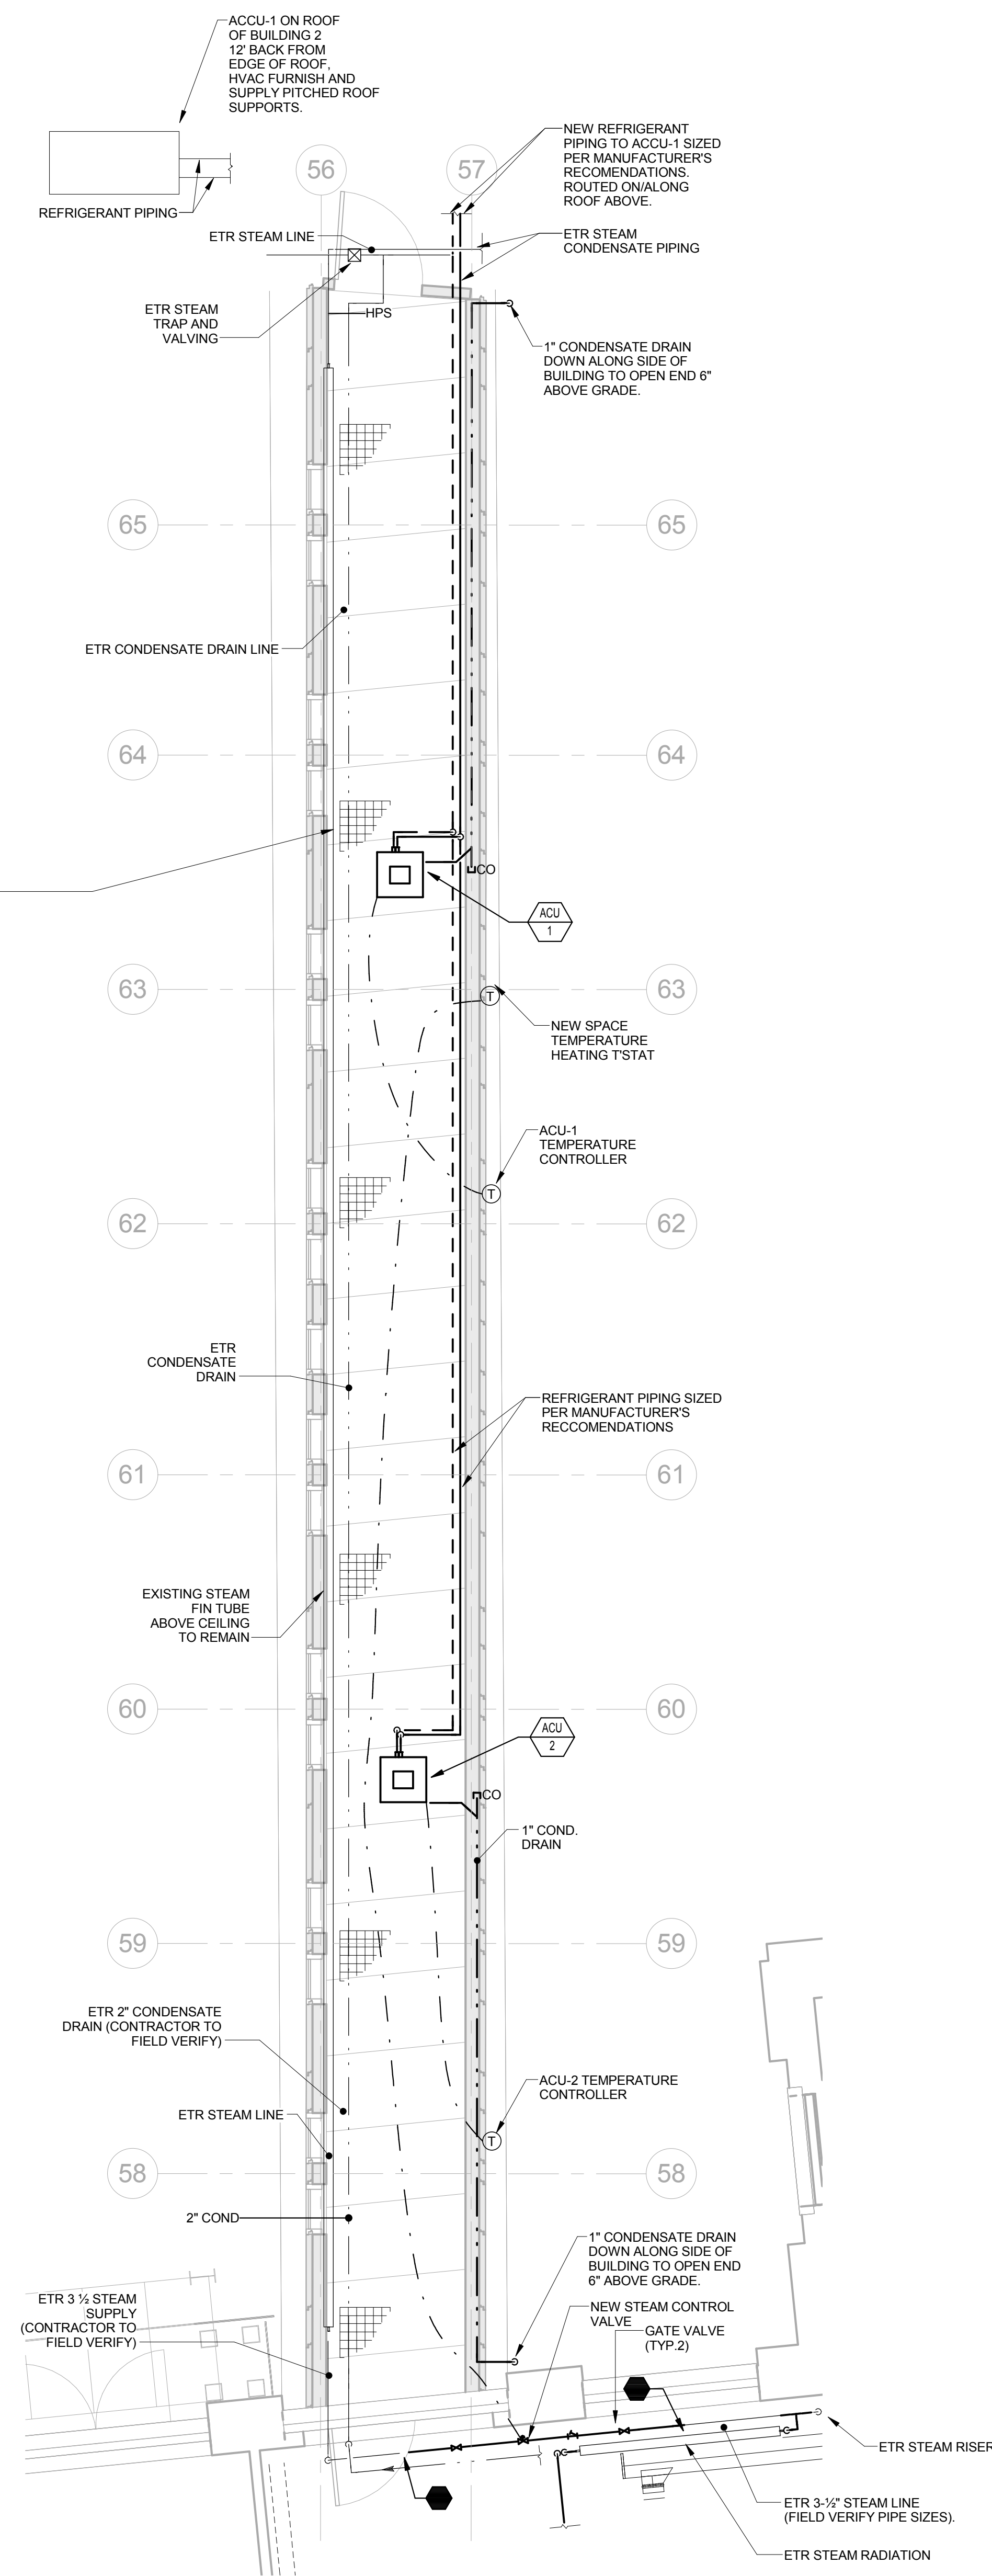 ACCU-1 ON ROOF
OF BUILDING 2
12' BACK FROM
EDGE OF ROOF,
HVAC FURNISH AND
SUPPLY PITCHED ROOF
SUPPORTS.
REFRIGERANT PIPING
56
57
NEW REFRIGERANT
PIPING TO ACCU-1 SIZED
PER MANUFACTURER'S
RECOMENDATIONS.
ROUTED ON/ALONG
ROOF ABOVE.
ETR STEAM LINE
ETR STEAM
CONDENSATE PIPING
ETR STEAM
TRAP AND
VALVING
HPS
1" CONDENSATE DRAIN
DOWN ALONG SIDE OF
BUILDING TO OPEN END 6"
ABOVE GRADE.
65
65
ETR CONDENSATE DRAIN LINE
64
64
CO
ACU
1
63
63
T
NEW SPACE
TEMPERATURE
HEATING T'STAT
ACU-1
TEMPERATURE
CONTROLLER
T
62
62
ETR
CONDENSATE
DRAIN
REFRIGERANT PIPING SIZED
PER MANUFACTURER'S
RECCOMENDATIONS
61
61
EXISTING STEAM
FIN TUBE
ABOVE CEILING
TO REMAIN
60
60
ACU
2
CO
1" COND.
DRAIN
59
59
ETR 2" CONDENSATE
DRAIN (CONTRACTOR TO
FIELD VERIFY)
ACU-2 TEMPERATURE
CONTROLLER
ETR STEAM LINE
T
58
58
2" COND
1" CONDENSATE DRAIN
DOWN ALONG SIDE OF
BUILDING TO OPEN END
6" ABOVE GRADE.
ETR 3 ½ STEAM
SUPPLY
(CONTRACTOR TO
FIELD VERIFY)
NEW STEAM CONTROL
VALVE
GATE VALVE
(TYP.2)
ETR STEAM RISER
ETR 3-½" STEAM LINE
(FIELD VERIFY PIPE SIZES).
ETR STEAM RADIATION